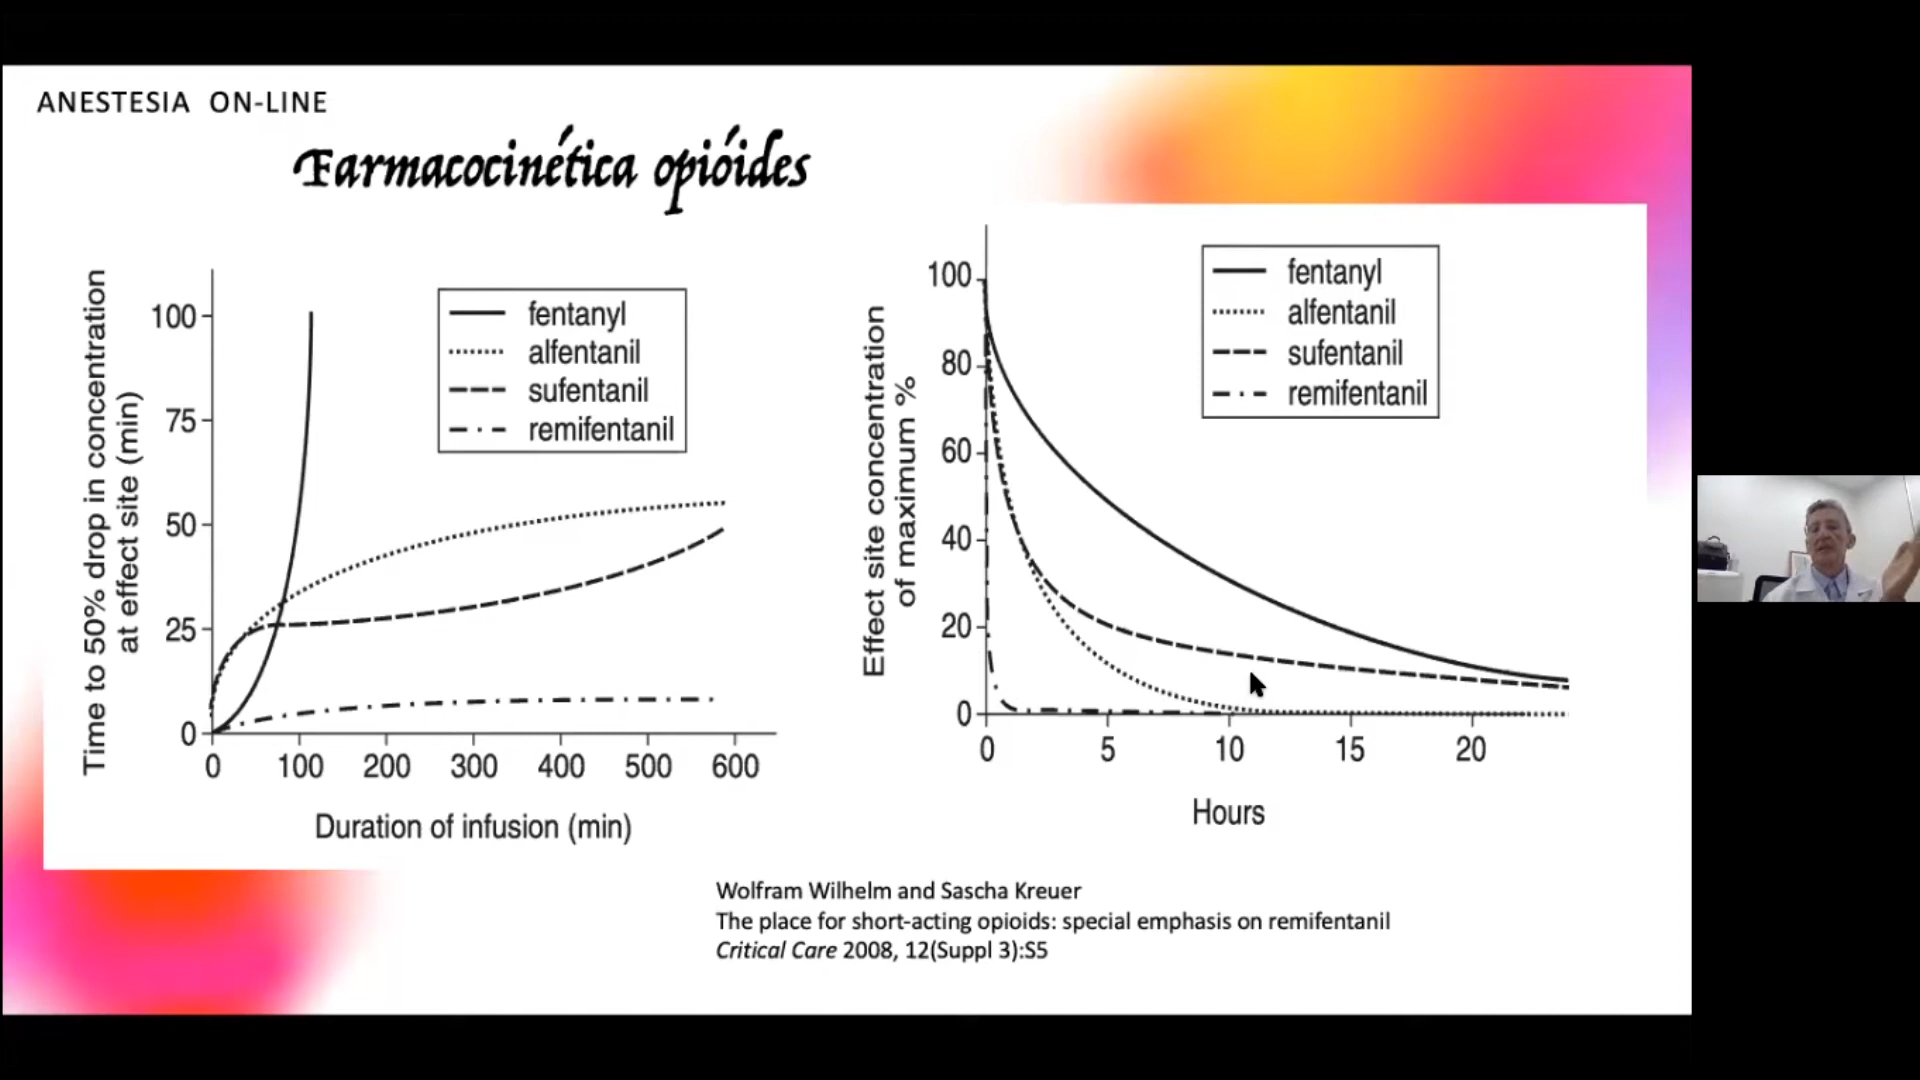 ANESTESIA ON-LINE
Farmacocinética opióides
Time to 50% drop in concentration
at effect site (min)
100
75
50
25
0
fentanyl
alfentanil
sufentanil
remifentanil
0 100 200 300 400 500 600
Duration of infusion (min)
Effect site concentration
of maximum %
100
80
60
40
20
0
fentanyl
alfentanil
sufentanil
remifentanil
0 5 10 15 20
Hours
Wolfram Wilhelm and Sascha Kreuer
The place for short-acting opioids: special emphasis on remifentanil
Critical Care 2008, 12(Suppl 3):S5